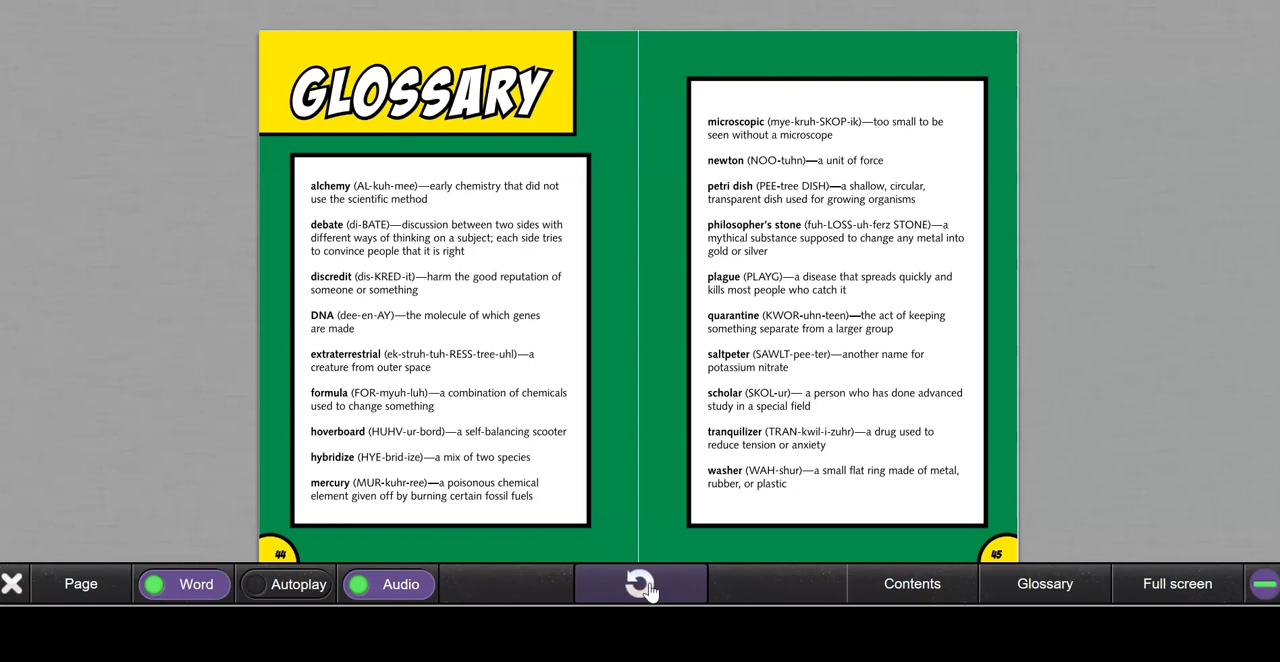 GLOSSARY
alchemy (AL-kuh-mee)—early chemistry that did not
use the scientific method
debate (di-BATE)—discussion between two sides with
different ways of thinking on a subject; each side tries
to convince people that it is right
discredit (dis-KRED-it)—harm the good reputation of
someone or something
DNA (dee-en-AY)—the molecule of which genes
are made
extraterrestrial (ek-struh-tuh-RESS-tree-uhl)—a
creature from outer space
formula (FOR-myuh-luh)—a combination of chemicals
used to change something
hoverboard (HUHV-ur-bord)—a self-balancing scooter
hybridize (HYE-brid-ize)—a mix of two species
mercury (MUR-kuhr-ree)—a poisonous chemical
element given off by burning certain fossil fuels
44
microscopic (mye-kruh-SKOP-ik)—too small to be
seen without a microscope
newton (NOO-tuhn)—a unit of force
petri dish (PEE-tree DISH)—a shallow, circular,
transparent dish used for growing organisms
philosopher's stone (fuh-LOSS-uh-ferz STONE)—a
mythical substance supposed to change any metal into
gold or silver
plague (PLAYG)—a disease that spreads quickly and
kills most people who catch it
quarantine (KWOR-uhn-teen)—the act of keeping
something separate from a larger group
saltpeter (SAWLT-pee-ter)—another name for
potassium nitrate
scholar (SKOL-ur)— a person who has done advanced
study in a special field
tranquilizer (TRAN-kwil-i-zuhr)—a drug used to
reduce tension or anxiety
washer (WAH-shur)—a small flat ring made of metal,
rubber, or plastic
45
Page Word Autoplay Audio Contents Glossary Full screen